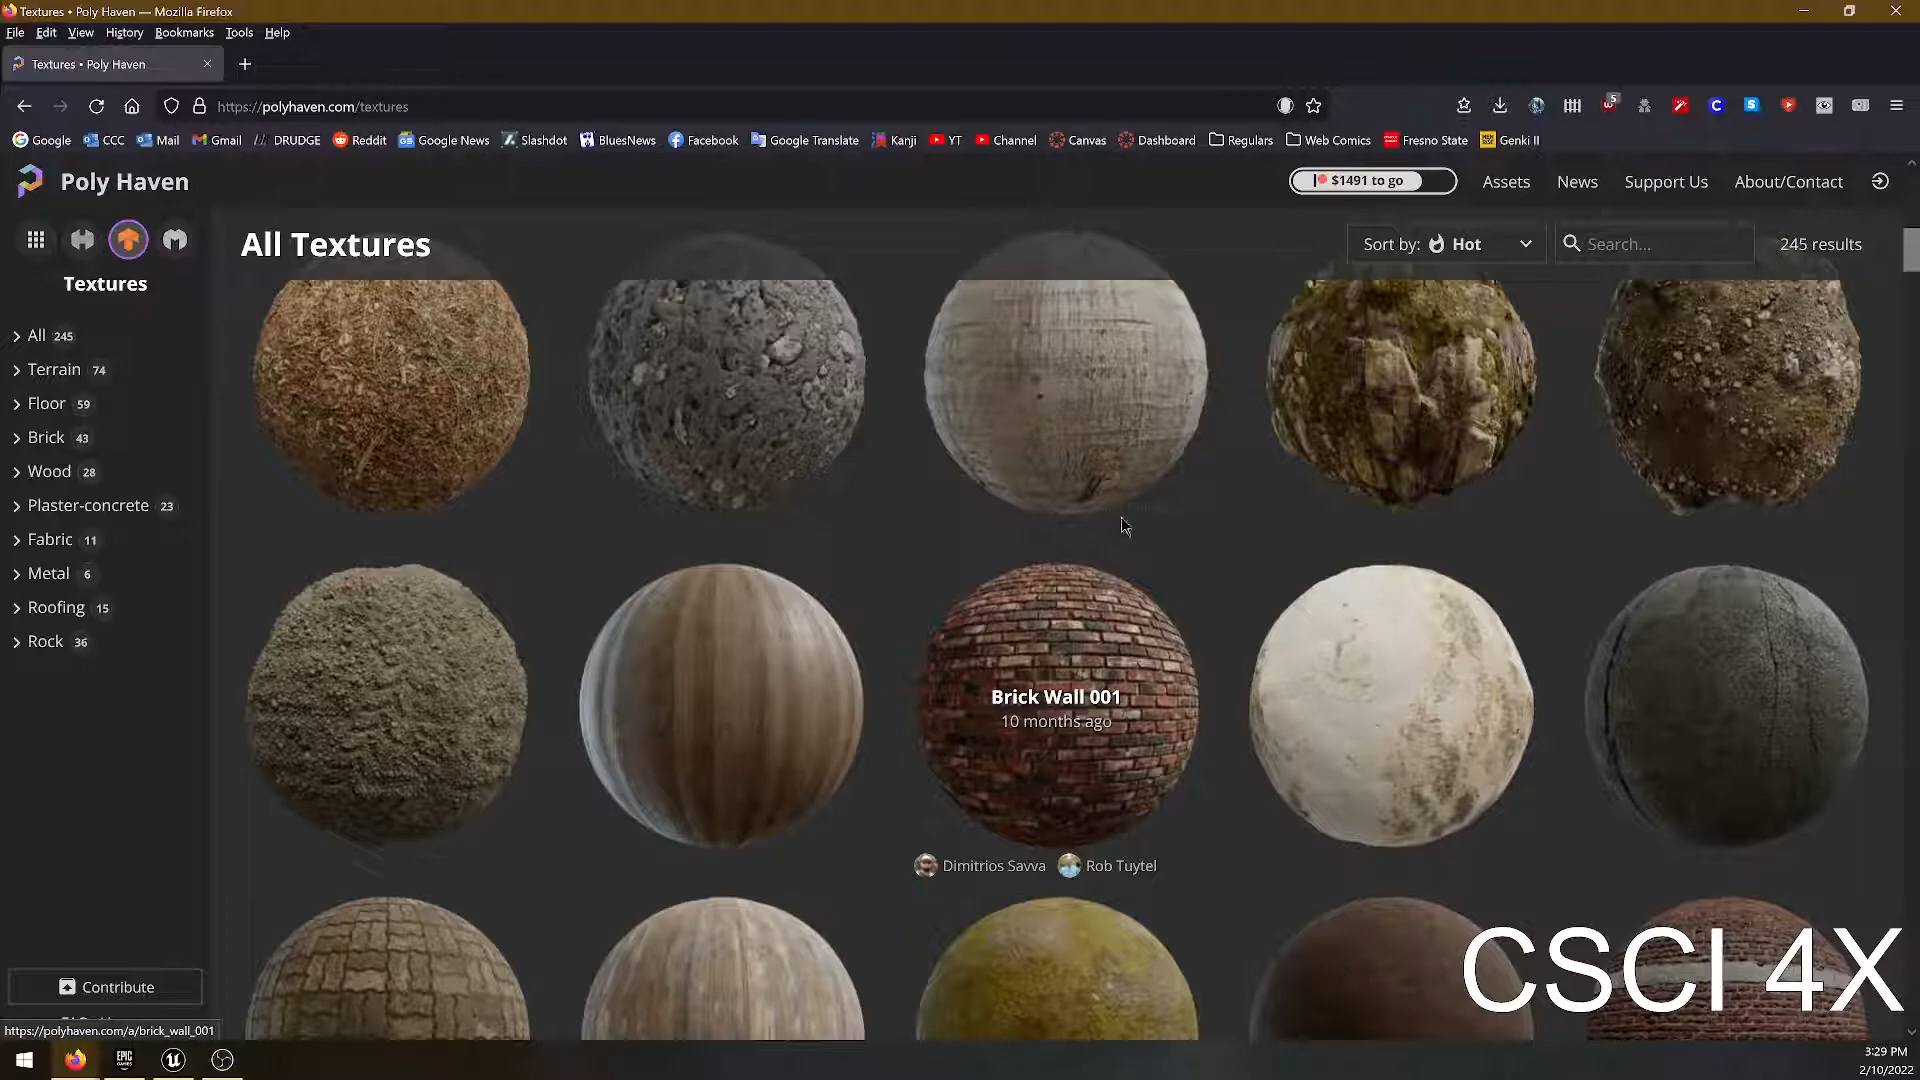 Textures • Poly Haven — Mozilla Firefox
File Edit View History Bookmarks Tools Help
Textures • Poly Haven
https://polyhaven.com/textures
5
Google CCC Mail Gmail DRUDGE Reddit Google News Slashdot BluesNews Facebook Google Translate Kanji YT Channel Canvas Dashboard Regulars Web Comics Fresno State Genki II
Poly Haven
$1491 to go
Assets News Support Us About/Contact
All Textures
Sort by: Hot
Search...
245 results
Textures
All 245
Terrain 74
Floor 59
Brick 43
Wood 28
Plaster-concrete 23
Fabric 11
Metal 6
Roofing 15
Rock 36
Brick Wall 001
10 months ago
Dimitrios Savva Rob Tuytel
CSCI 4X
Contribute
https://polyhaven.com/a/brick_wall_001
EPIC GAMES
3:29 PM
2/10/2022